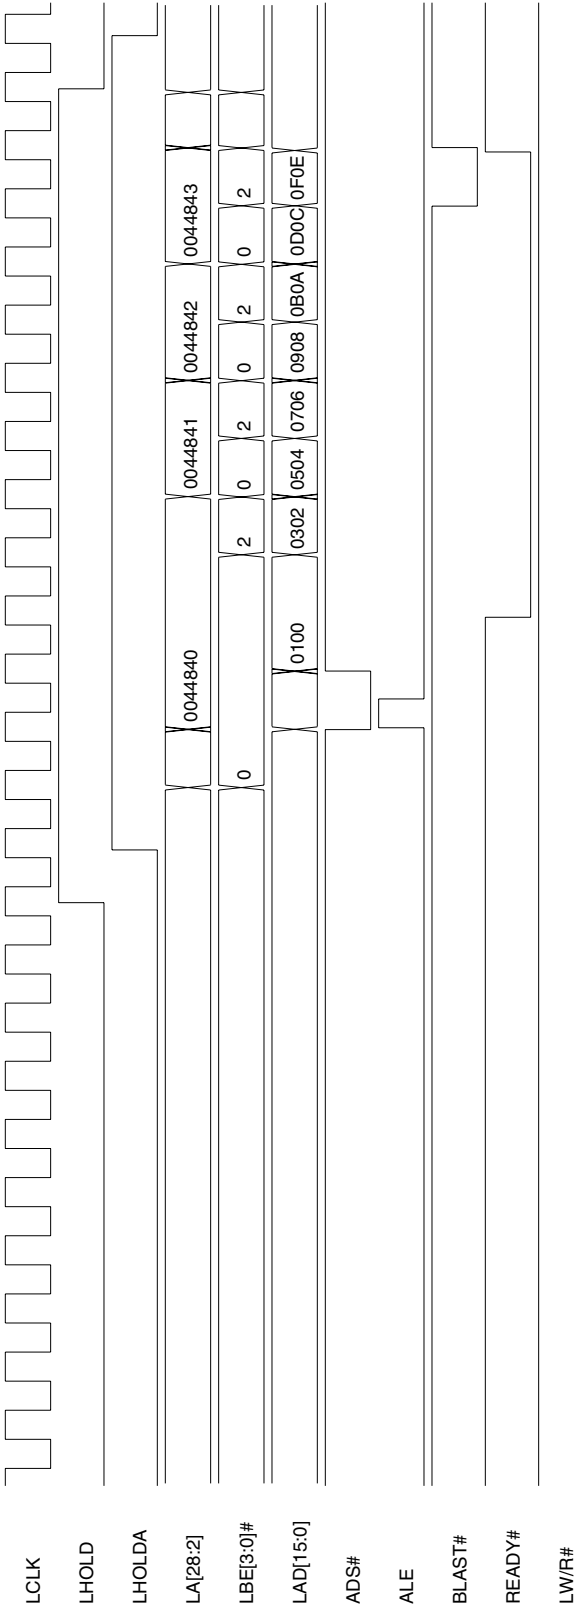 LCLK
LHOLD
LHOLDA
LA[28:2] 0044840 0044841 0044842 0044843
LBE[3:0]# 0 2 0 2 0 2 0 2
LAD[15:0] 0100 0302 0504 0706 0908 0B0A 0D0C 0F0E
ADS#
ALE
BLAST#
READY#
LW/R#